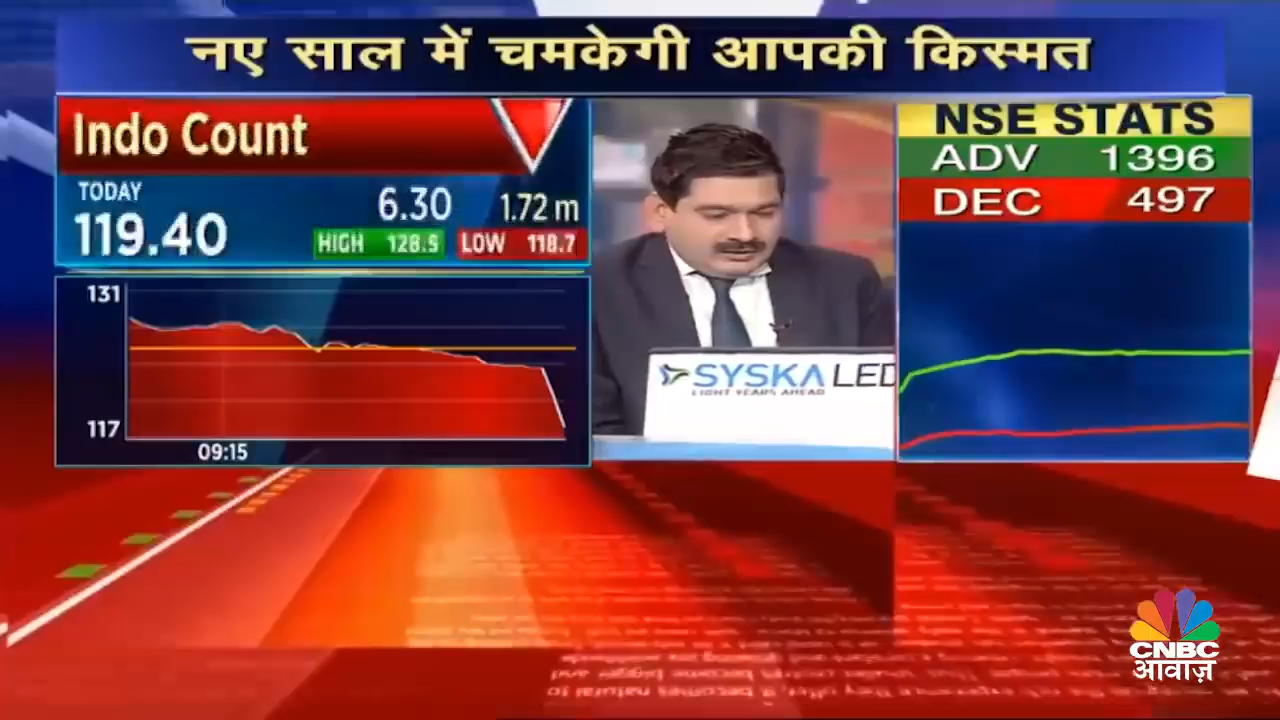 नए साल में चमकेगी आपकी किस्मत
Indo Count
TODAY
119.40
6.30
1.72 m
HIGH 128.5
LOW 118.7
131
117
09:15
SYSKA LED
LIGHT YEARS AHEAD
NSE STATS
ADV 1396
DEC 497
CNBC
आवाज़